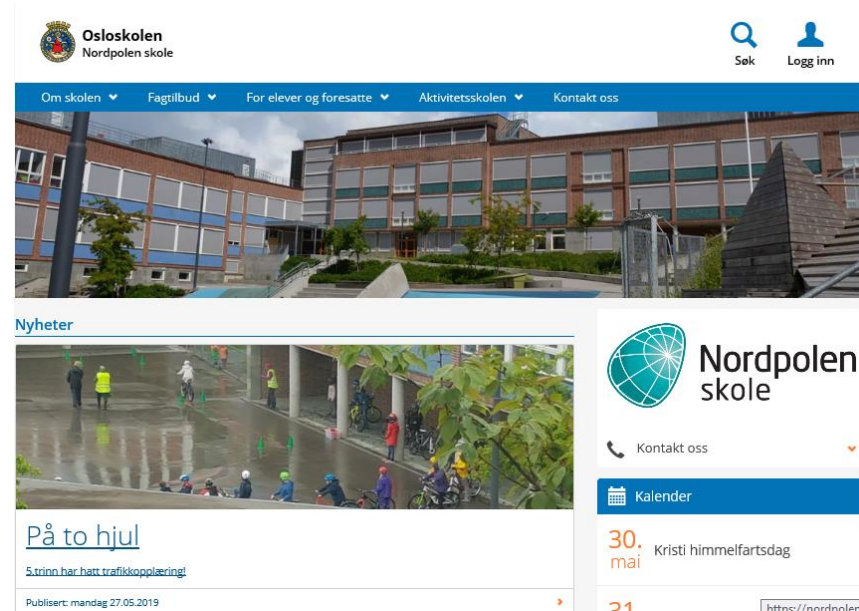 Osloskolen
Nordpolen skole
Søk
Logg inn
Om skolen
Fagtilbud
For elever og foresatte
Aktivitetsskolen
Kontakt oss
Nyheter
På to hjul
5.trinn har hatt trafikkopplæring!
Publisert: mandag 27.05.2019
Nordpolen
skole
Kontakt oss
Kalender
30.
mai
Kristi himmelfartsdag
31